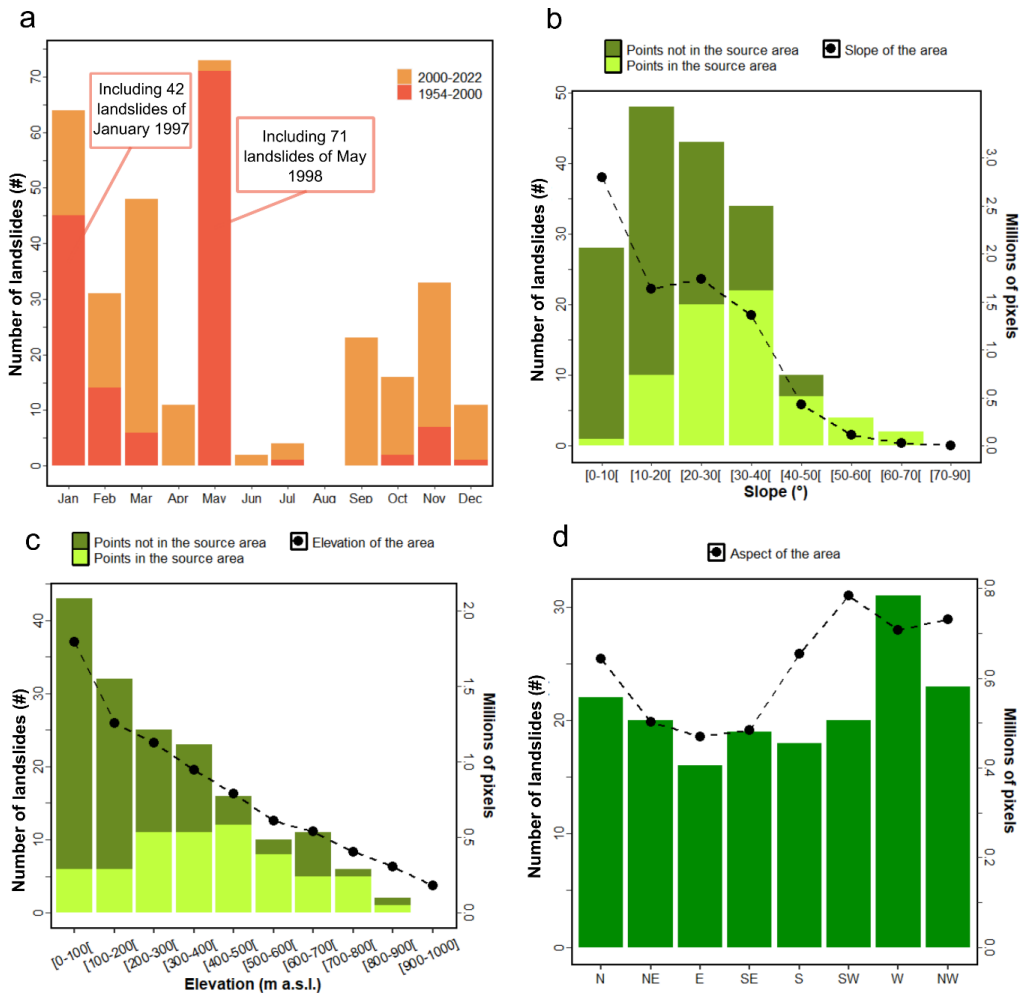 a
Number of landslides (#)
0
10
20
30
40
50
60
70
2000-2022
1954-2000
Including 42
landslides of
January 1997
Including 71
landslides of May
1998
Jan Feb Mar Apr May Jun Jul Aug Sep Oct Nov Dec
b
Points not in the source area
Points in the source area
Slope of the area
Number of landslides (#)
0
10
20
30
40
50
Millions of pixels
0.0
0.5
1.0
1.5
2.0
2.5
3.0
[0-10[ [10-20[ [20-30[ [30-40[ [40-50[ [50-60[ [60-70[ [70-90]
Slope (°)
c
Points not in the source area
Points in the source area
Elevation of the area
Number of landslides (#)
0
10
20
30
40
Millions of pixels
0.0
0.5
1.0
1.5
2.0
[0-100[ [100-200[ [200-300[ [300-400[ [400-500[ [500-600[ [600-700[ [700-800[ [800-900[ [900-1000]
Elevation (m a.s.l.)
d
Aspect of the area
Number of landslides (#)
0
10
20
30
Millions of pixels
0.0
0.2
0.4
0.6
0.8
N NE E SE S SW W NW